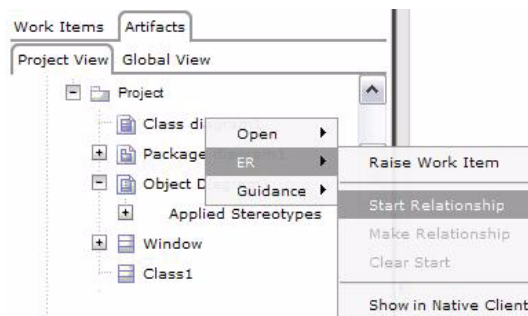 Work Items Artifacts
Project View Global View
Project
Class di
Open
Package
ER
Raise Work Item
Object D
Guidance
Start Relationship
Applied Stereotypes
Make Relationship
Window
Clear Start
Class1
Show in Native Client